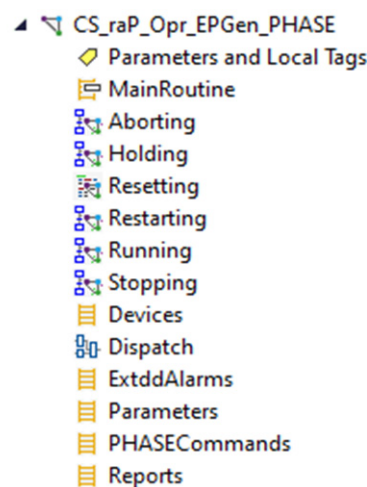 CS_raP_Opr_EPGen_PHASE
Parameters and Local Tags
MainRoutine
Aborting
Holding
Resetting
Restarting
Running
Stopping
Devices
Dispatch
ExtddAlarms
Parameters
PHASECommands
Reports